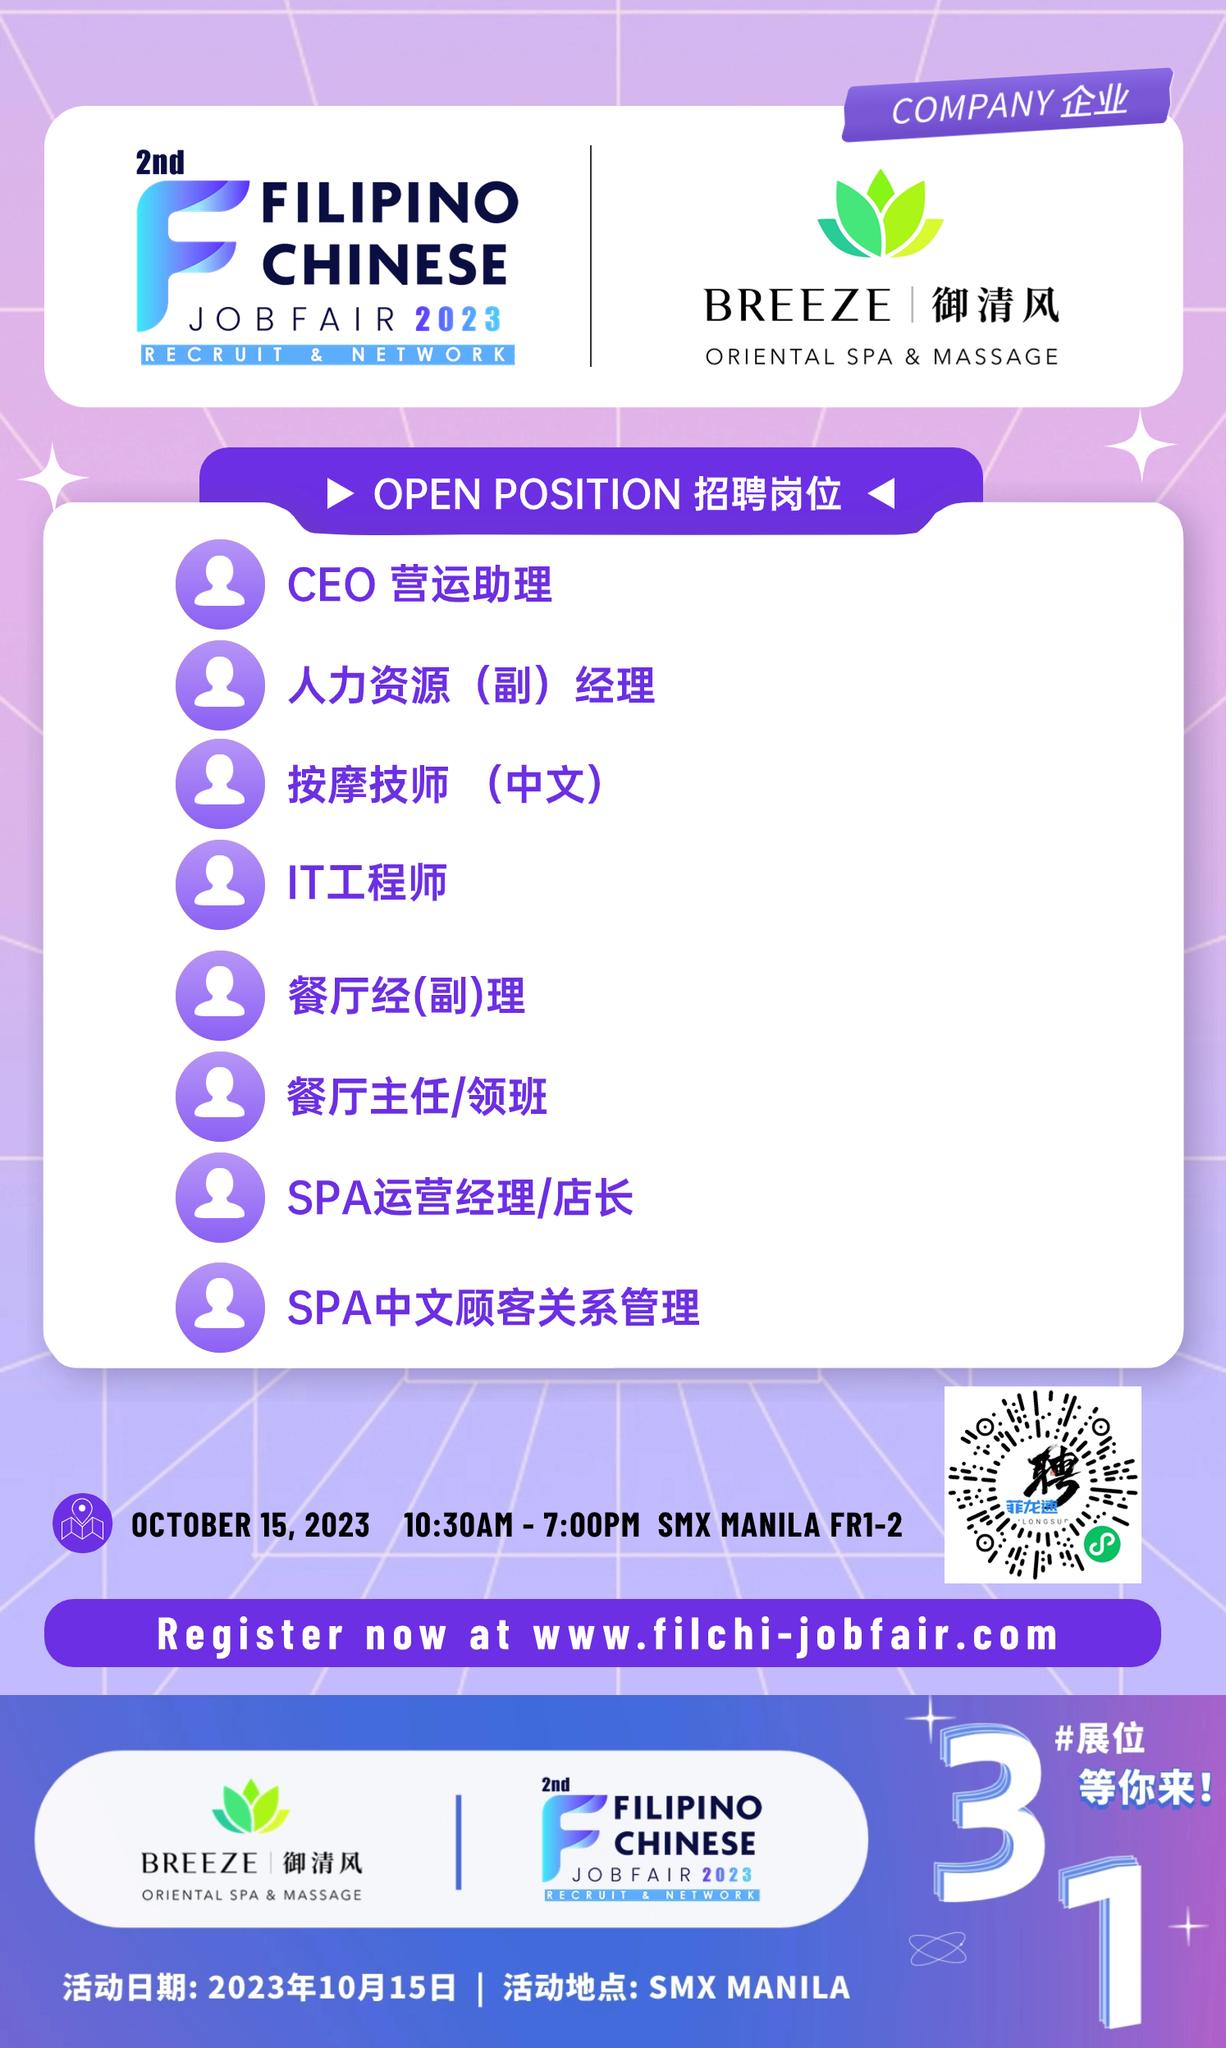 COMPANY 企业
2nd
FILIPINO
CHINESE
JOBFAIR 2023
RECRUIT & NETWORK
BREEZE | 御清风
ORIENTAL SPA & MASSAGE
OPEN POSITION 招聘岗位
CEO 营运助理
人力资源（副）经理
按摩技师 （中文）
IT工程师
餐厅经(副)理
餐厅主任/领班
SPA运营经理/店长
SPA中文顾客关系管理
聘
菲龙速
OCTOBER 15, 2023 10:30AM - 7:00PM SMX MANILA FR1-2
Register now at www.filchi-jobfair.com
31
#展位
等你来!
BREEZE | 御清风
ORIENTAL SPA & MASSAGE
2nd
FILIPINO
CHINESE
JOBFAIR 2023
RECRUIT & NETWORK
活动日期: 2023年10月15日 | 活动地点: SMX MANILA